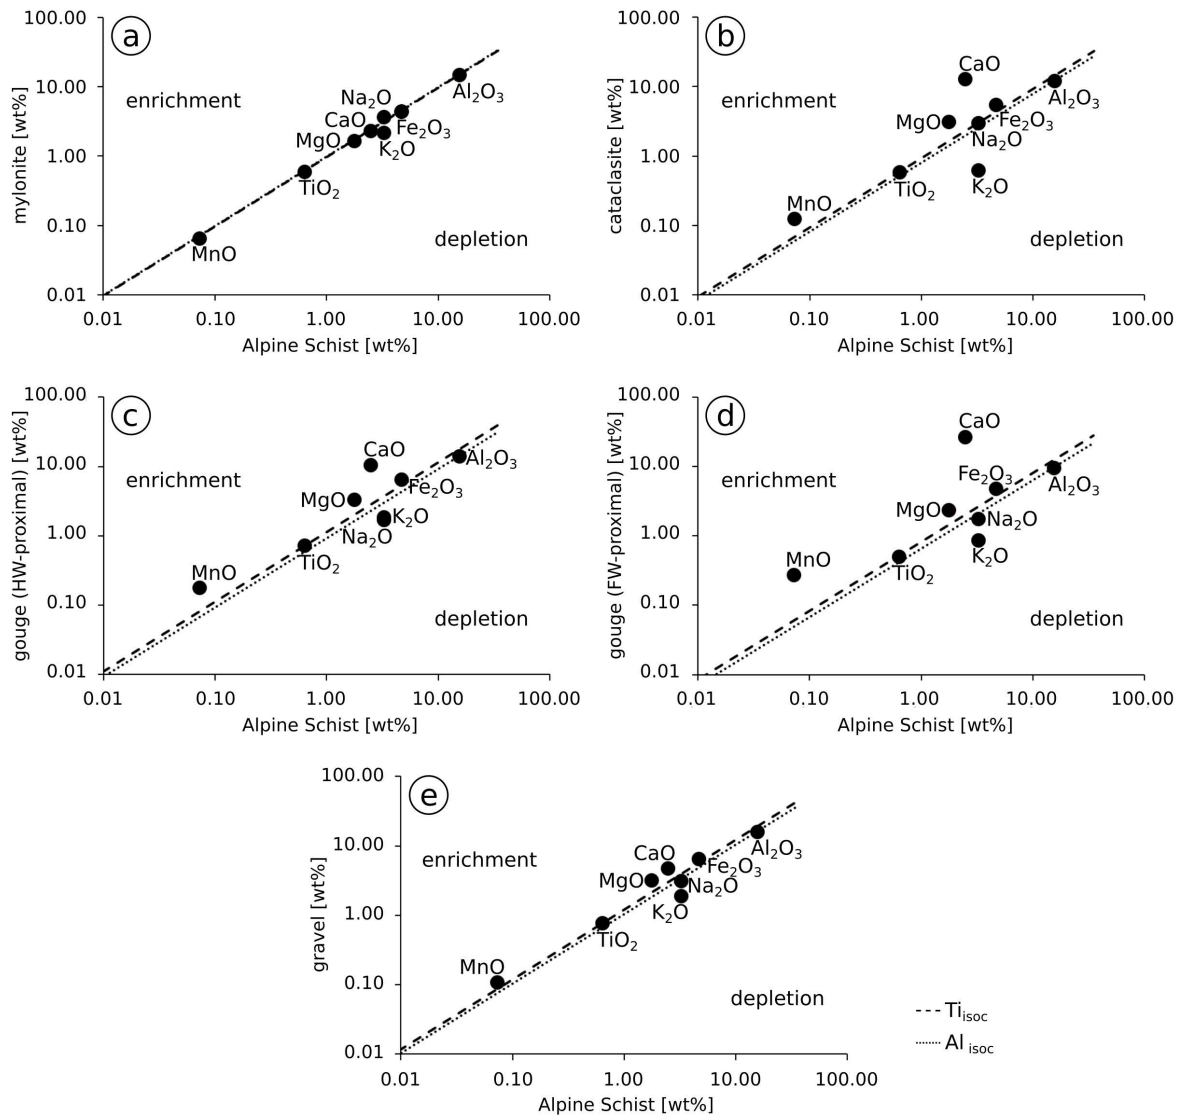 a
100.00
10.00
1.00
0.10
0.01
mylonite [wt%]
enrichment
depletion
Na₂O
CaO
MgO
Al₂O₃
Fe₂O₃
K₂O
TiO₂
MnO
0.01 0.10 1.00 10.00 100.00
Alpine Schist [wt%]
b
100.00
10.00
1.00
0.10
0.01
cataclasite [wt%]
enrichment
depletion
CaO
Al₂O₃
MgO
Fe₂O₃
Na₂O
TiO₂
K₂O
MnO
0.01 0.10 1.00 10.00 100.00
Alpine Schist [wt%]
c
100.00
10.00
1.00
0.10
0.01
gouge (HW-proximal) [wt%]
enrichment
depletion
CaO
Al₂O₃
MgO
Fe₂O₃
K₂O
Na₂O
TiO₂
MnO
0.01 0.10 1.00 10.00 100.00
Alpine Schist [wt%]
d
100.00
10.00
1.00
0.10
0.01
gouge (FW-proximal) [wt%]
enrichment
depletion
CaO
Fe₂O₃
Al₂O₃
MgO
Na₂O
K₂O
MnO
TiO₂
0.01 0.10 1.00 10.00 100.00
Alpine Schist [wt%]
e
100.00
10.00
1.00
0.10
0.01
gravel [wt%]
enrichment
depletion
CaO
Al₂O₃
Fe₂O₃
MgO
Na₂O
K₂O
TiO₂
MnO
0.01 0.10 1.00 10.00 100.00
Alpine Schist [wt%]
Ti isoc
Al isoc